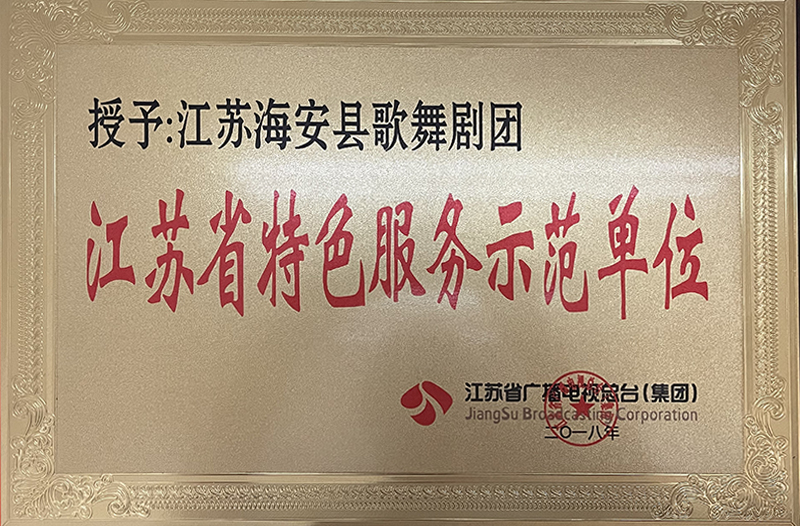 授予:江苏海安县歌舞剧团
江苏省特色服务示范单位
江苏省广播电视总台(集团)
JiangSu Broadcasting Corporation
二〇一八年